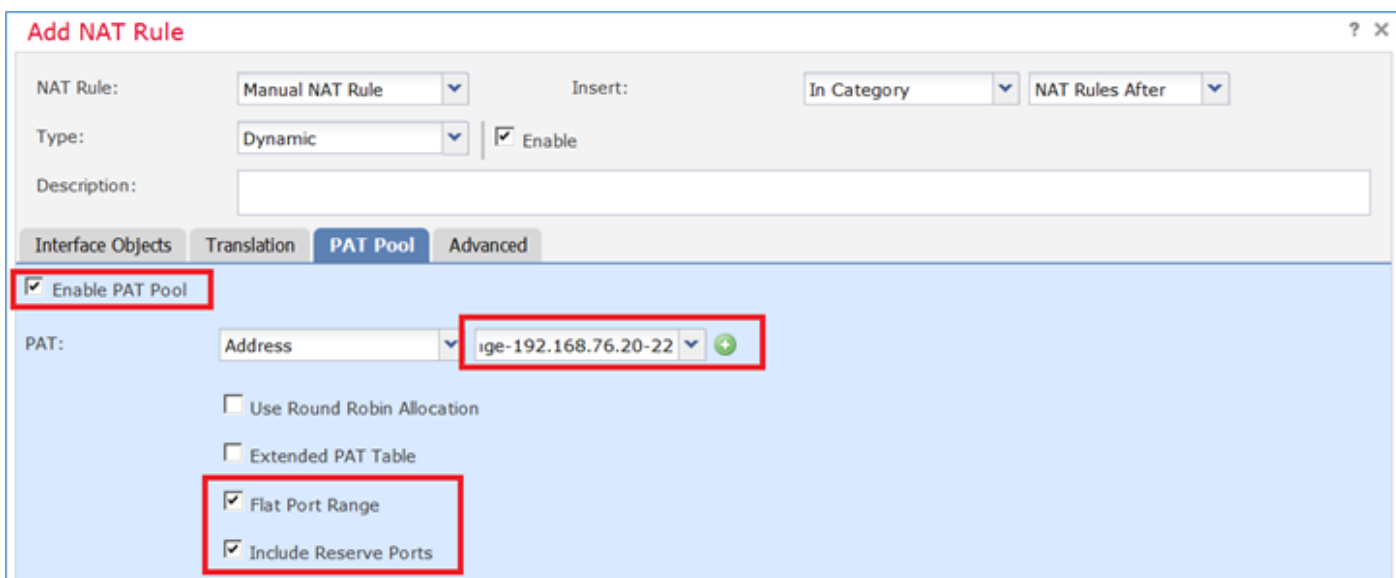 Add NAT Rule ?
NAT Rule: Manual NAT Rule Insert: In Category NAT Rules After
Type: Dynamic Enable
Description:
Interface Objects Translation PAT Pool Advanced
Enable PAT Pool
PAT: Address ge-192.168.76.20-22
Use Round Robin Allocation
Extended PAT Table
Flat Port Range
Include Reserve Ports